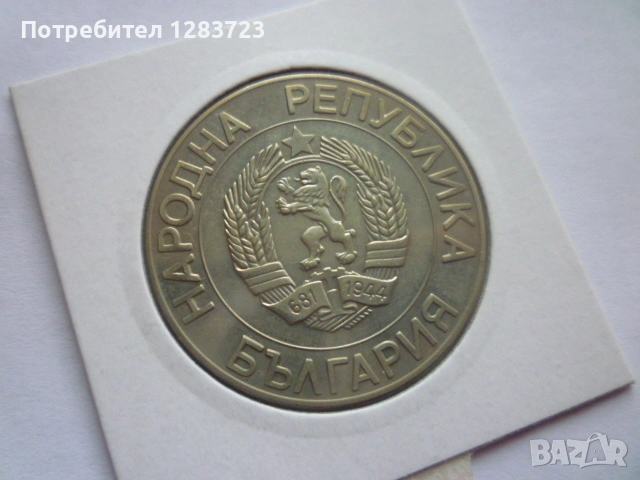 Потребител 1283723
НАРОДНА РЕПУБЛИКА
БЪЛГАРИЯ
681 1944
BAZAR